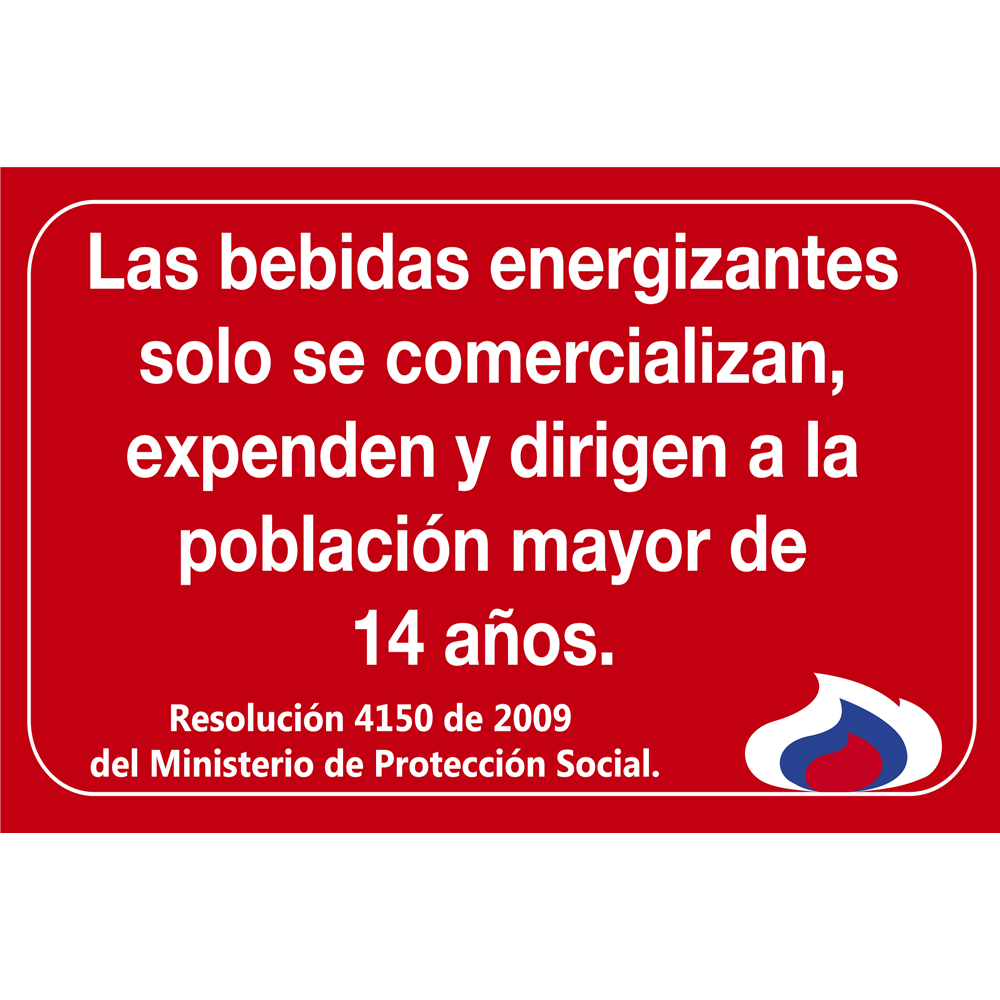 Las bebidas energizantes
solo se comercializan,
expenden y dirigen a la
población mayor de
14 años.
Resolución 4150 de 2009
del Ministerio de Protección Social.